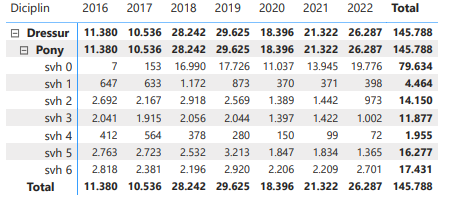 Diciplin 2016 2017 2018 2019 2020 2021 2022 Total
Dressur 11.380 10.536 28.242 29.625 18.396 21.322 26.287 145.788
Pony 11.380 10.536 28.242 29.625 18.396 21.322 26.287 145.788
svh 0 7 153 16.990 17.726 11.037 13.945 19.776 79.634
svh 1 647 633 1.172 873 370 371 398 4.464
svh 2 2.692 2.167 2.918 2.569 1.389 1.442 973 14.150
svh 3 2.041 1.915 2.056 2.044 1.397 1.422 1.002 11.877
svh 4 412 564 378 280 150 99 72 1.955
svh 5 2.763 2.723 2.532 3.213 1.847 1.834 1.365 16.277
svh 6 2.818 2.381 2.196 2.920 2.206 2.209 2.701 17.431
Total 11.380 10.536 28.242 29.625 18.396 21.322 26.287 145.788